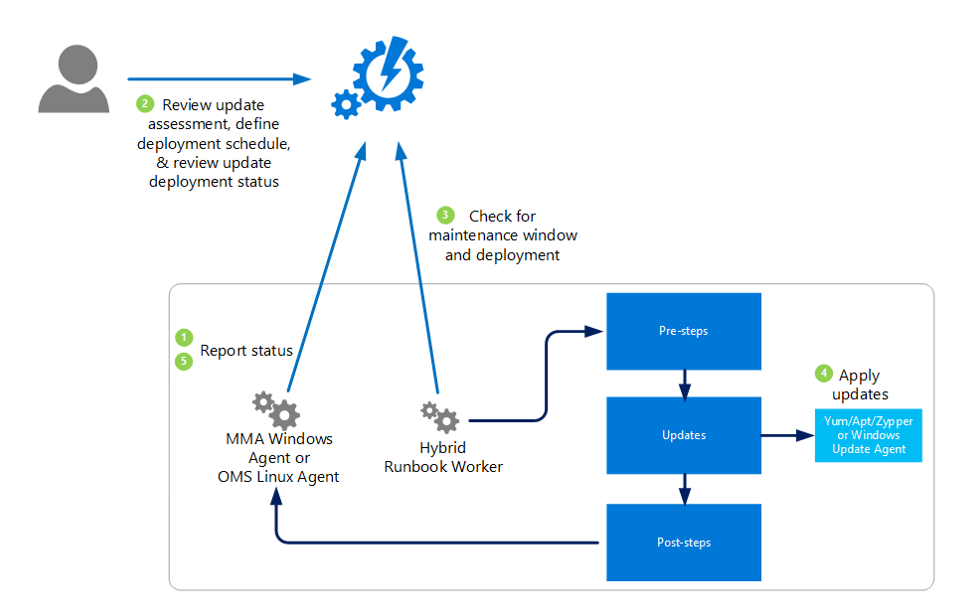 2 Review update
assessment, define
deployment schedule,
& review update
deployment status
3 Check for
maintenance window
and deployment
1
5 Report status
MMA Windows
Agent or
OMS Linux Agent
Hybrid
Runbook Worker
Pre-steps
Updates
Post-steps
4 Apply
updates
Yum/Apt/Zypper
or Windows
Update Agent